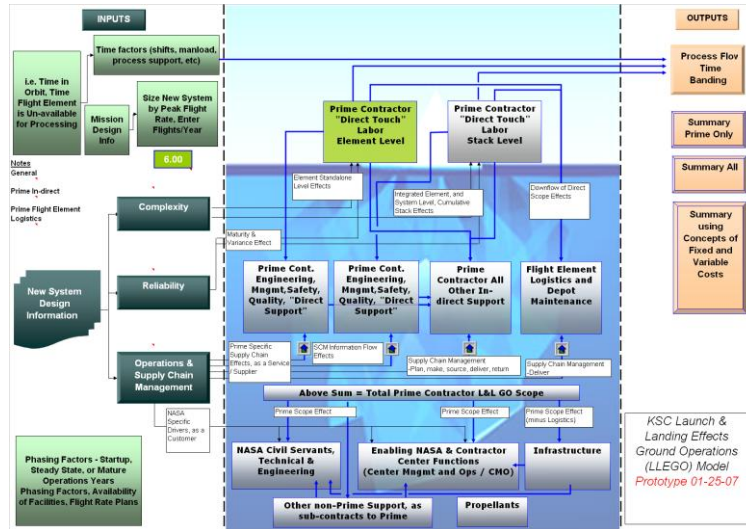 INPUTS
i.e. Time in
Orbit, Time
Flight Element
is Un-available
for Processing
Time factors (shifts, manload,
process support, etc)
Mission
Design
Info
Size New System
by Peak Flight
Rate, Enter
Flights/Year
6.00
Notes
General
Prime In-direct
Prime Flight Element
Logistics
Complexity
Reliability
New System
Design
Information
Operations &
Supply Chain
Management
Phasing Factors - Startup,
Steady State, or Mature
Operations Years
Phasing Factors, Availability
of Facilities, Flight Rate Plans
Prime Contractor
"Direct Touch"
Labor
Element Level
Prime Contractor
"Direct Touch"
Labor
Stack Level
Element Standalone
Level Effects
Integrated Element, and
System Level, Cumulative
Stack Effects
Downflow of Direct
Scope Effects
Maturity &
Variance Effect
Prime Cont.
Engineering,
Mngmt,Safety,
Quality, "Direct
Support"
Prime Cont.
Engineering,
Mngmt,Safety,
Quality, "Direct
Support"
Prime
Contractor All
Other In-
direct Support
Flight Element
Logistics and
Depot
Maintenance
Prime Specific
Supply Chain
Effects, as a Service
/ Supplier
SCM Information Flow
Effects
Supply Chain Management
-Plan, make, source, deliver, return
Supply Chain Management
-Deliver
Above Sum = Total Prime Contractor L&L GO Scope
NASA
Specific
Drivers, as a
Customer
Prime Scope Effect
Prime Scope Effect
Prime Scope Effect
(minus Logistics)
NASA Civil Servants,
Technical &
Engineering
Enabling NASA & Contractor
Center Functions
(Center Mngmt and Ops / CMO)
Infrastructure
Other non-Prime Support, as
sub-contracts to Prime
Propellants
OUTPUTS
Process Flow
Time
Banding
Summary
Prime Only
Summary All
Summary
using
Concepts of
Fixed and
Variable
Costs
KSC Launch &
Landing Effects
Ground Operations
(LLEGO) Model
Prototype 01-25-07